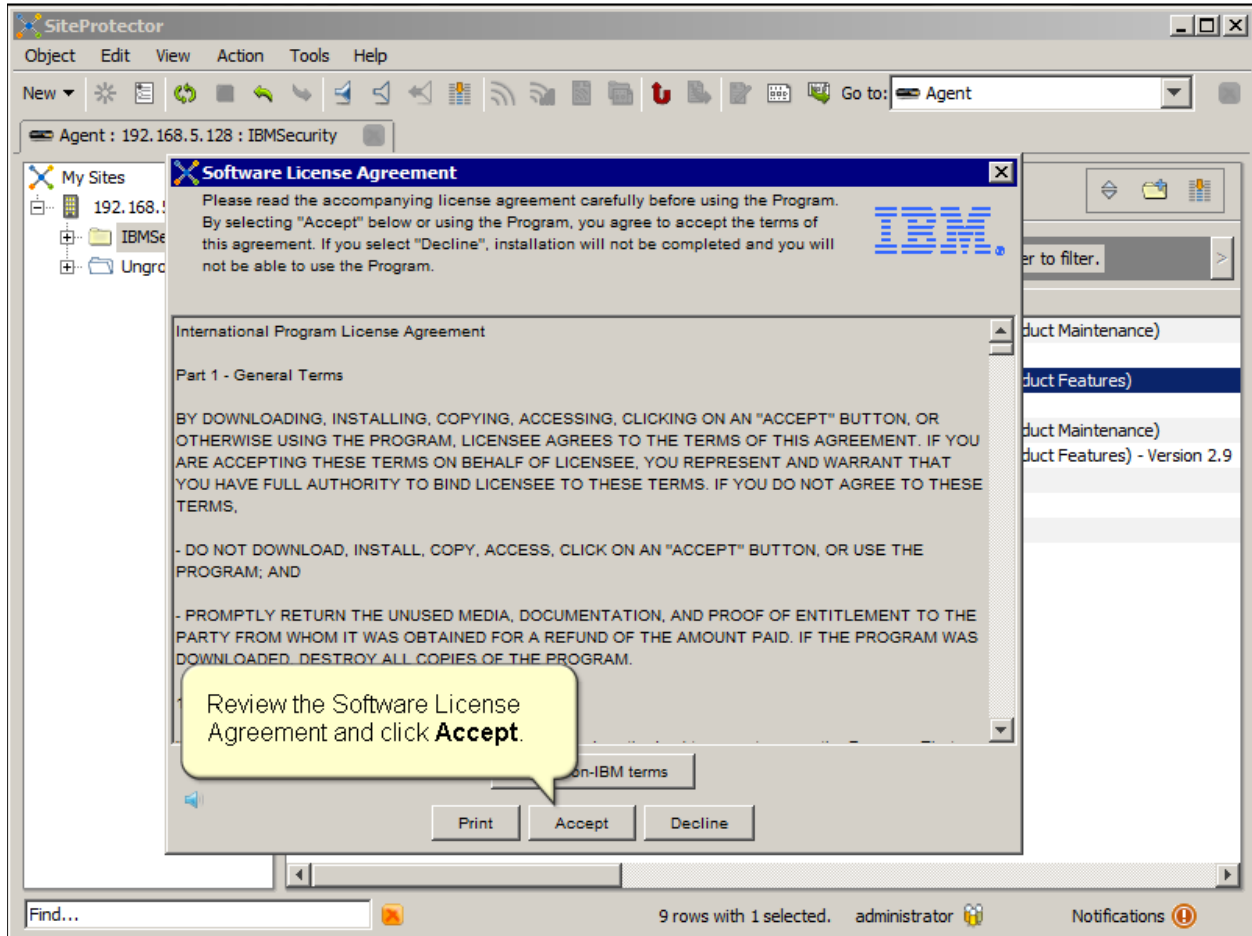 SiteProtector
Object Edit View Action Tools Help
New Go to: Agent
Agent : 192.168.5.128 : IBMSecurity
My Sites
192.168.
IBMSe
Ungro
Software License Agreement
Please read the accompanying license agreement carefully before using the Program.
By selecting "Accept" below or using the Program, you agree to accept the terms of
this agreement. If you select "Decline", installation will not be completed and you will
not be able to use the Program.
IBM.
er to filter.
International Program License Agreement
Part 1 - General Terms
BY DOWNLOADING, INSTALLING, COPYING, ACCESSING, CLICKING ON AN "ACCEPT" BUTTON, OR
OTHERWISE USING THE PROGRAM, LICENSEE AGREES TO THE TERMS OF THIS AGREEMENT. IF YOU
ARE ACCEPTING THESE TERMS ON BEHALF OF LICENSEE, YOU REPRESENT AND WARRANT THAT
YOU HAVE FULL AUTHORITY TO BIND LICENSEE TO THESE TERMS. IF YOU DO NOT AGREE TO THESE
TERMS,
- DO NOT DOWNLOAD, INSTALL, COPY, ACCESS, CLICK ON AN "ACCEPT" BUTTON, OR USE THE
PROGRAM; AND
- PROMPTLY RETURN THE UNUSED MEDIA, DOCUMENTATION, AND PROOF OF ENTITLEMENT TO THE
PARTY FROM WHOM IT WAS OBTAINED FOR A REFUND OF THE AMOUNT PAID. IF THE PROGRAM WAS
DOWNLOADED, DESTROY ALL COPIES OF THE PROGRAM.
duct Maintenance)
duct Features)
duct Maintenance)
duct Features) - Version 2.9
Review the Software License
Agreement and click Accept.
on-IBM terms
Print Accept Decline
Find... 9 rows with 1 selected. administrator Notifications